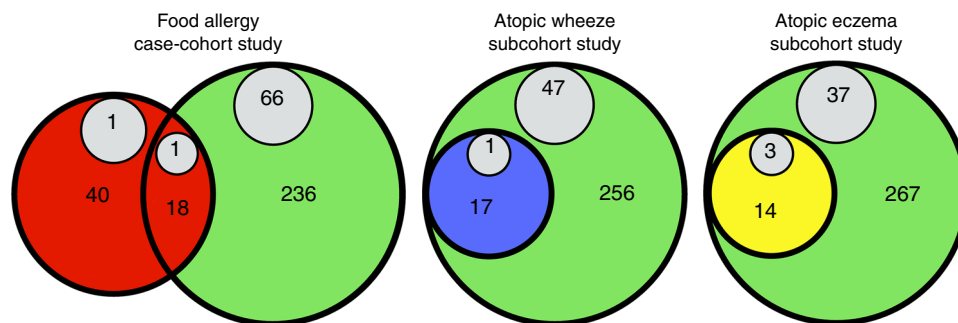 Food allergy
case-cohort study
1
66
1
40
18
236
Atopic wheeze
subcohort study
47
1
17
256
Atopic eczema
subcohort study
37
3
14
267